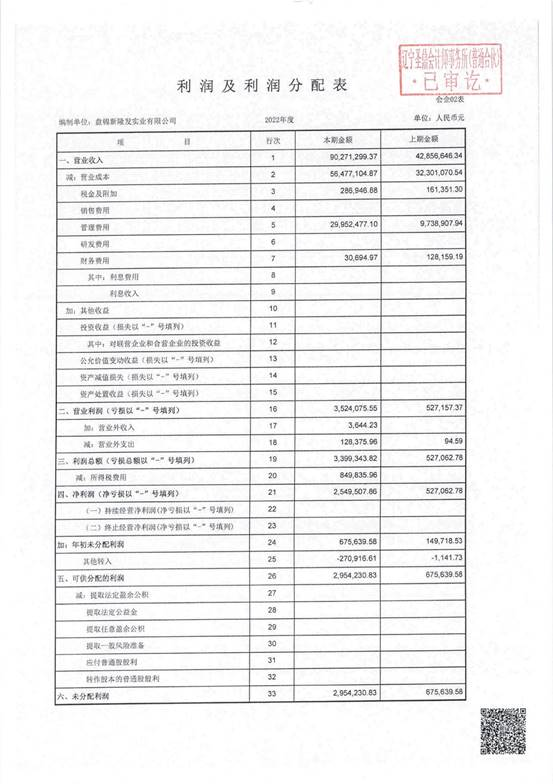 辽宁圣鼎会计师事务所(普通合伙)
·已审讫·
利润及利润分配表
会企02表
编制单位：盘锦新隆发实业有限公司 2022年度 单位：人民币元
项 目 行次 本期金额 上期金额
一、营业收入 1 90,271,299.37 42,856,646.34
减：营业成本 2 56,477,104.87 32,301,070.54
税金及附加 3 286,946.88 161,351.30
销售费用 4
管理费用 5 29,952,477.10 9,738,907.94
研发费用 6
财务费用 7 30,694.97 128,159.19
其中：利息费用 8
利息收入 9
加：其他收益 10
投资收益（损失以“-”号填列） 11
其中：对联营企业和合营企业的投资收益 12
公允价值变动收益（损失以“-”号填列） 13
资产减值损失（损失以“-”号填列） 14
资产处置收益（损失以“-”号填列） 15
二、营业利润（亏损以“-”号填列） 16 3,524,075.55 527,157.37
加：营业外收入 17 3,644.23
减：营业外支出 18 128,375.96 94.59
三、利润总额（亏损总额以“-”号填列） 19 3,399,343.82 527,062.78
减：所得税费用 20 849,835.96
四、净利润（净亏损以“-”号填列） 21 2,549,507.86 527,062.78
（一）持续经营净利润(净亏损以“-”号填列) 22
（二）终止经营净利润(净亏损以“-”号填列) 23
加：年初未分配利润 24 675,639.58 149,718.53
其他转入 25 -270,916.61 -1,141.73
五、可供分配的利润 26 2,954,230.83 675,639.58
减：提取法定盈余公积 27
提取法定公益金 28
提取任意盈余公积 29
提取一般风险准备 30
应付普通股股利 31
转作股本的普通股股利 32
六、未分配利润 33 2,954,230.83 675,639.58